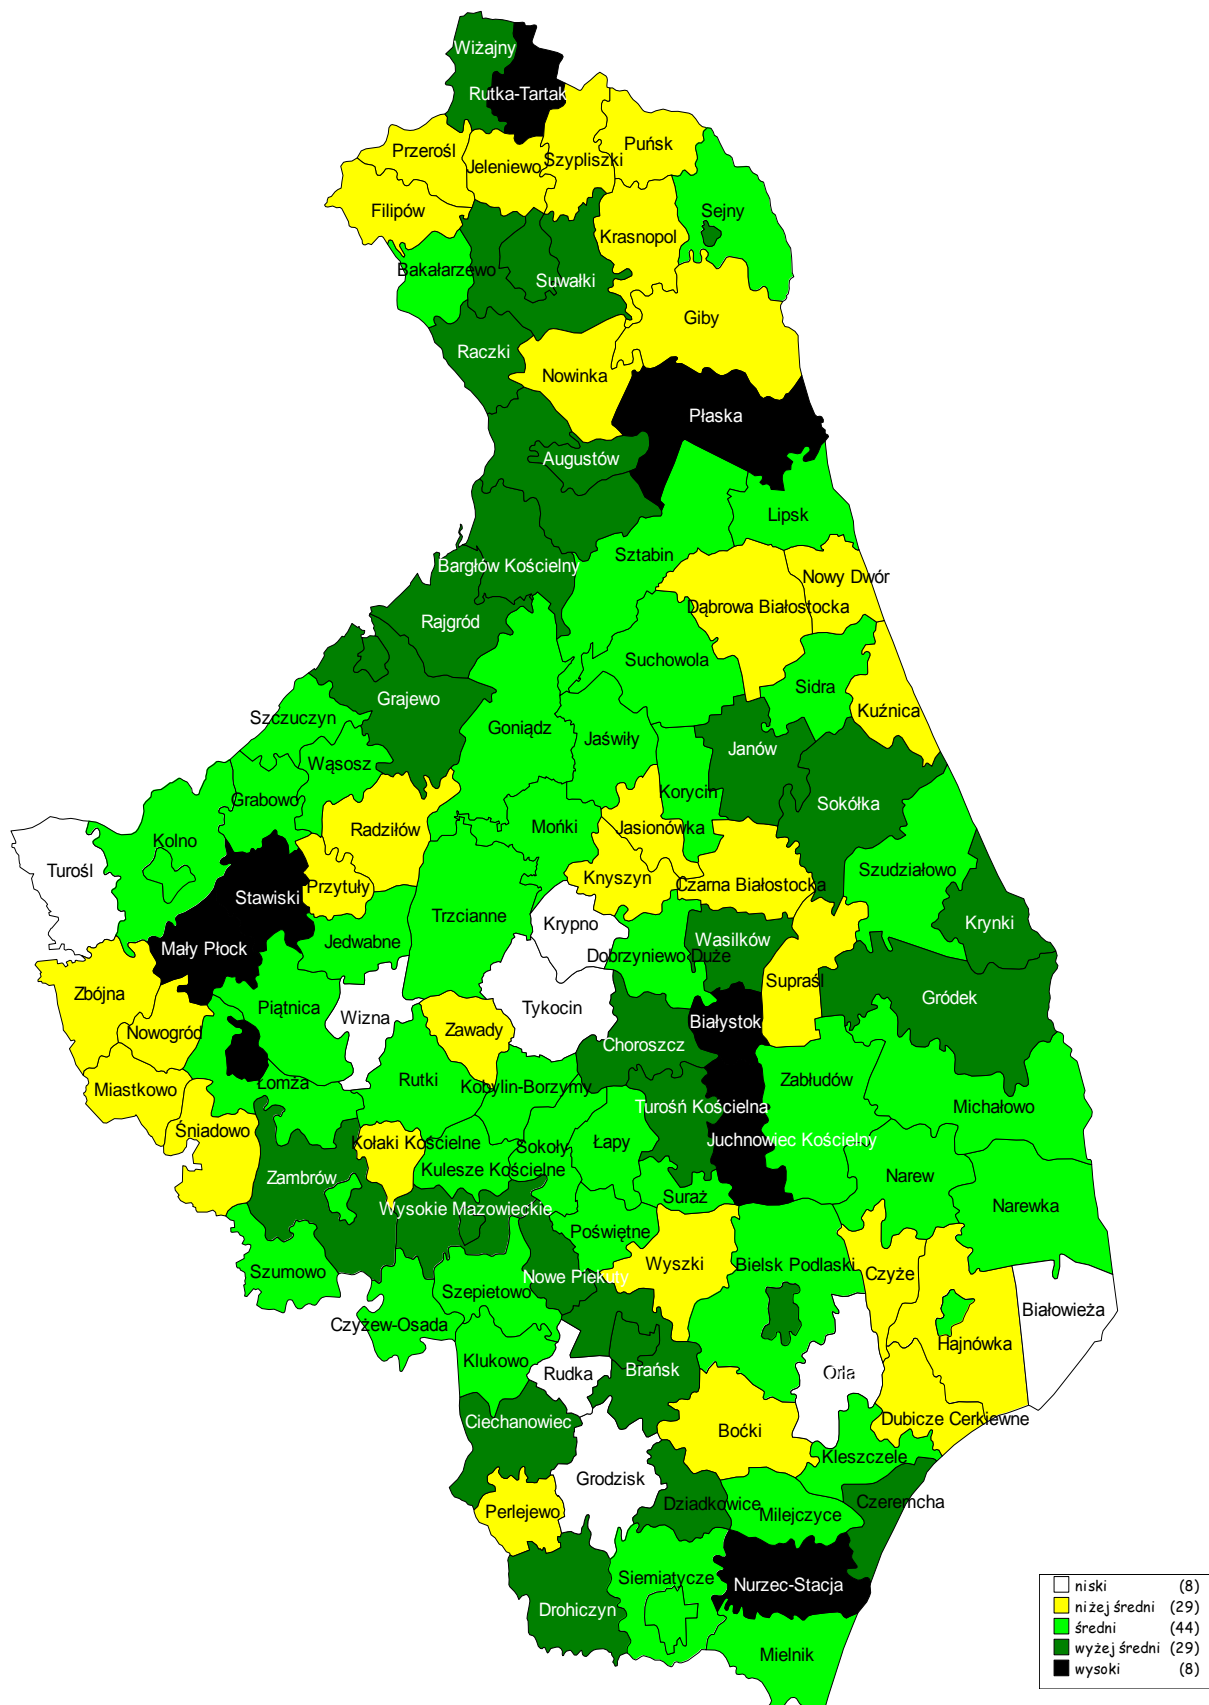 Wiżajny
Rutka-Tartak
Puńsk
Przerośl
Szypliszki
Jeleniewo
Filipów
Sejny
Krasnopol
Bakałarzewo
Suwałki
Giby
Raczki
Nowinka
Płaska
Augustów
Lipsk
Sztabin
Bargłów Kościelny
Nowy Dwór
Dąbrowa Białostocka
Rajgród
Suchowola
Sidra
Grajewo
Kuźnica
Szczuczyn
Goniądz
Jaświły
Janów
Wąsosz
Korycin
Grabowo
Sokółka
Radziłów
Mońki
Jasionówka
Kolno
Turośl
Szudziałowo
Knyszyn
Czarna Białostocka
Przytuły
Stawiski
Trzcianne
Krypno
Krynki
Jedwabne
Wasilków
Mały Płock
Dobrzyniewo Duże
Supraśl
Zbójna
Gródek
Piątnica
Tykocin
Wizna
Białystok
Nowogród
Zawady
Choroszcz
Rutki
Zabłudów
Łomża
Kobylin-Borzymy
Miastkowo
Michałowo
Turośń Kościelna
Śniadowo
Kołaki Kościelne
Sokoły
Łapy
Juchnowiec Kościelny
Kulesze Kościelne
Zambrów
Narew
Suraż
Narewka
Wysokie Mazowieckie
Poświętne
Wyszki
Bielsk Podlaski
Szumowo
Czyże
Nowe Piekuty
Szepietowo
Białowieża
Czyżew-Osada
Hajnówka
Klukowo
Brańsk
Rudka
Orla
Ciechanowiec
Dubicze Cerkiewne
Boćki
Kleszczele
Grodzisk
Dziadkowice
Czeremcha
Perlejewo
Milejczyce
Siemiatycze
Nurzec-Stacja
Drohiczyn
Mielnik
niski (8)
niżej średni (29)
średni (44)
wyżej średni (29)
wysoki (8)